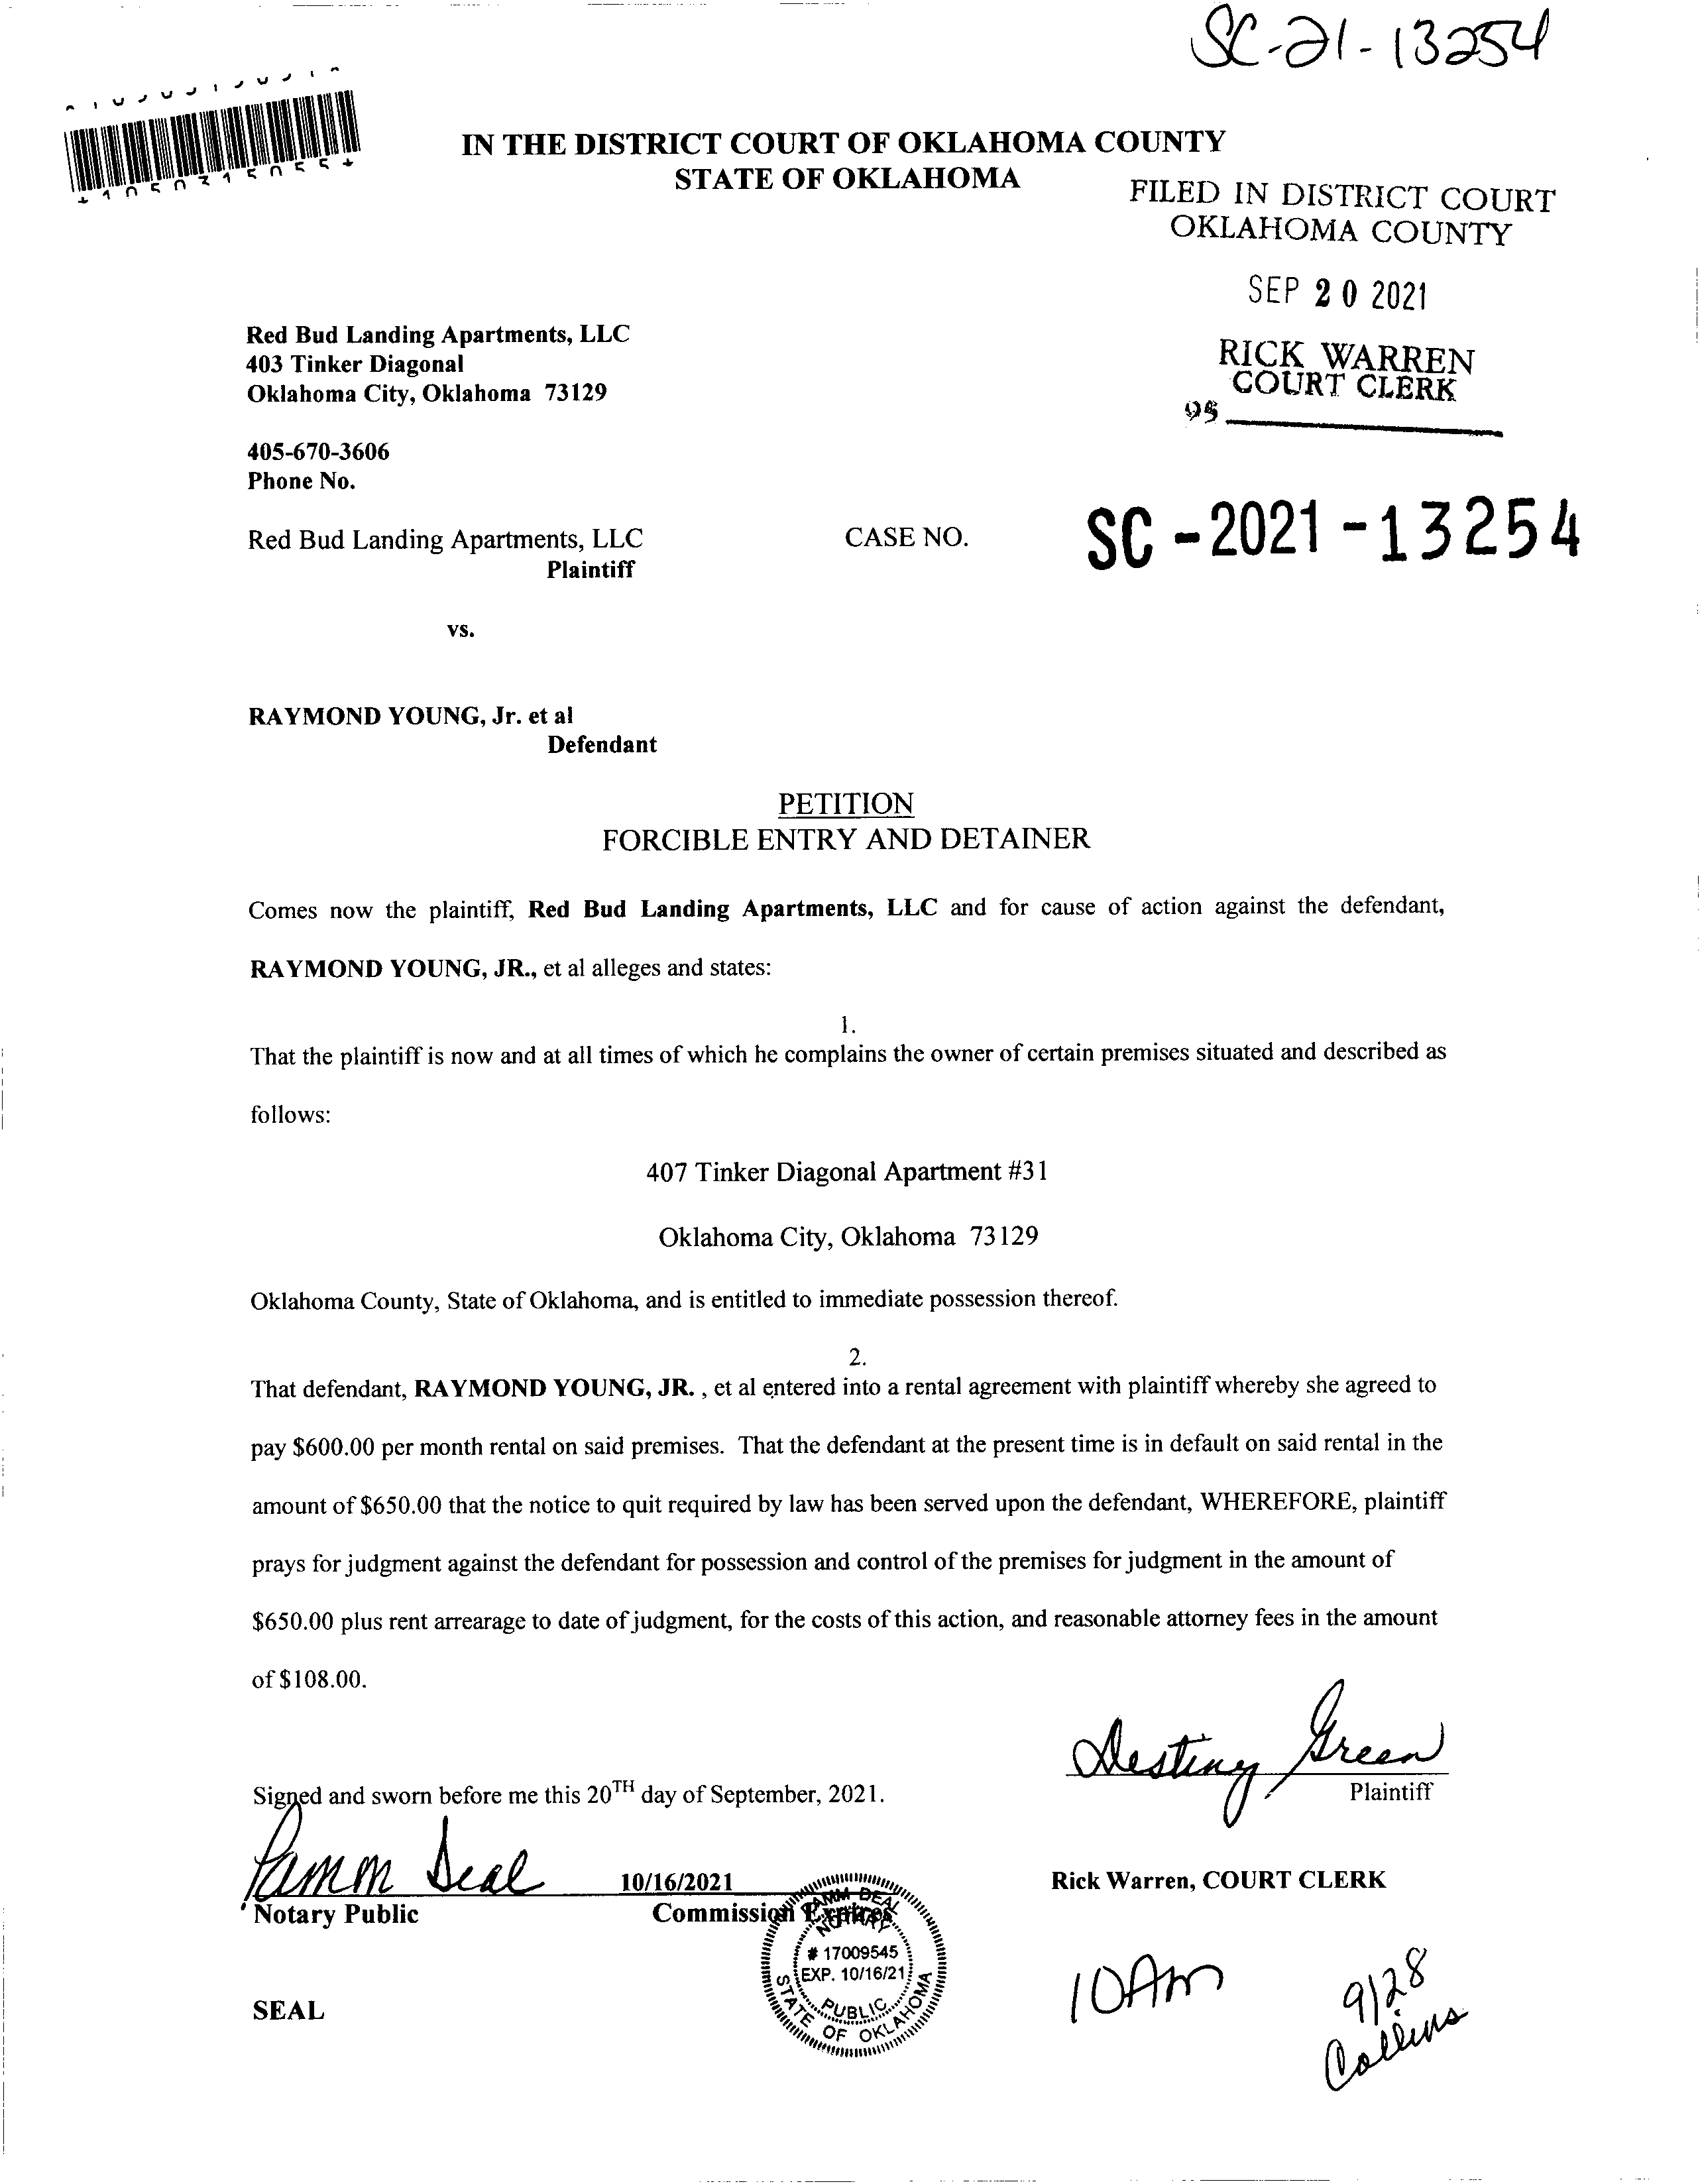 SC-21-13254
IN THE DISTRICT COURT OF OKLAHOMA COUNTY
STATE OF OKLAHOMA
FILED IN DISTRICT COURT
OKLAHOMA COUNTY
SEP 20 2021
RICK WARREN
COURT CLERK
Red Bud Landing Apartments, LLC
403 Tinker Diagonal
Oklahoma City, Oklahoma 73129
405-670-3606
Phone No.
Red Bud Landing Apartments, LLC
Plaintiff
CASE NO. SC-2021-13254
vs.
RAYMOND YOUNG, Jr. et al
Defendant
PETITION
FORCIBLE ENTRY AND DETAINER
Comes now the plaintiff, Red Bud Landing Apartments, LLC and for cause of action against the defendant,
RAYMOND YOUNG, JR., et al alleges and states:
1.
That the plaintiff is now and at all times of which he complains the owner of certain premises situated and described as
follows:
407 Tinker Diagonal Apartment #31
Oklahoma City, Oklahoma 73129
Oklahoma County, State of Oklahoma, and is entitled to immediate possession thereof.
2.
That defendant, RAYMOND YOUNG, JR. , et al entered into a rental agreement with plaintiff whereby she agreed to
pay $600.00 per month rental on said premises. That the defendant at the present time is in default on said rental in the
amount of $650.00 that the notice to quit required by law has been served upon the defendant, WHEREFORE, plaintiff
prays for judgment against the defendant for possession and control of the premises for judgment in the amount of
$650.00 plus rent arrearage to date of judgment, for the costs of this action, and reasonable attorney fees in the amount
of $108.00.
Destiny Green
Plaintiff
Signed and sworn before me this 20TH day of September, 2021.
Pamm Deal
Notary Public
10/16/2021
Commission Expires
Rick Warren, COURT CLERK
PAMM DEAL
NOTARY
# 17009545
EXP. 10/16/21
PUBLIC
STATE OF OKLAHOMA
SEAL
10Am
9/28
Collins